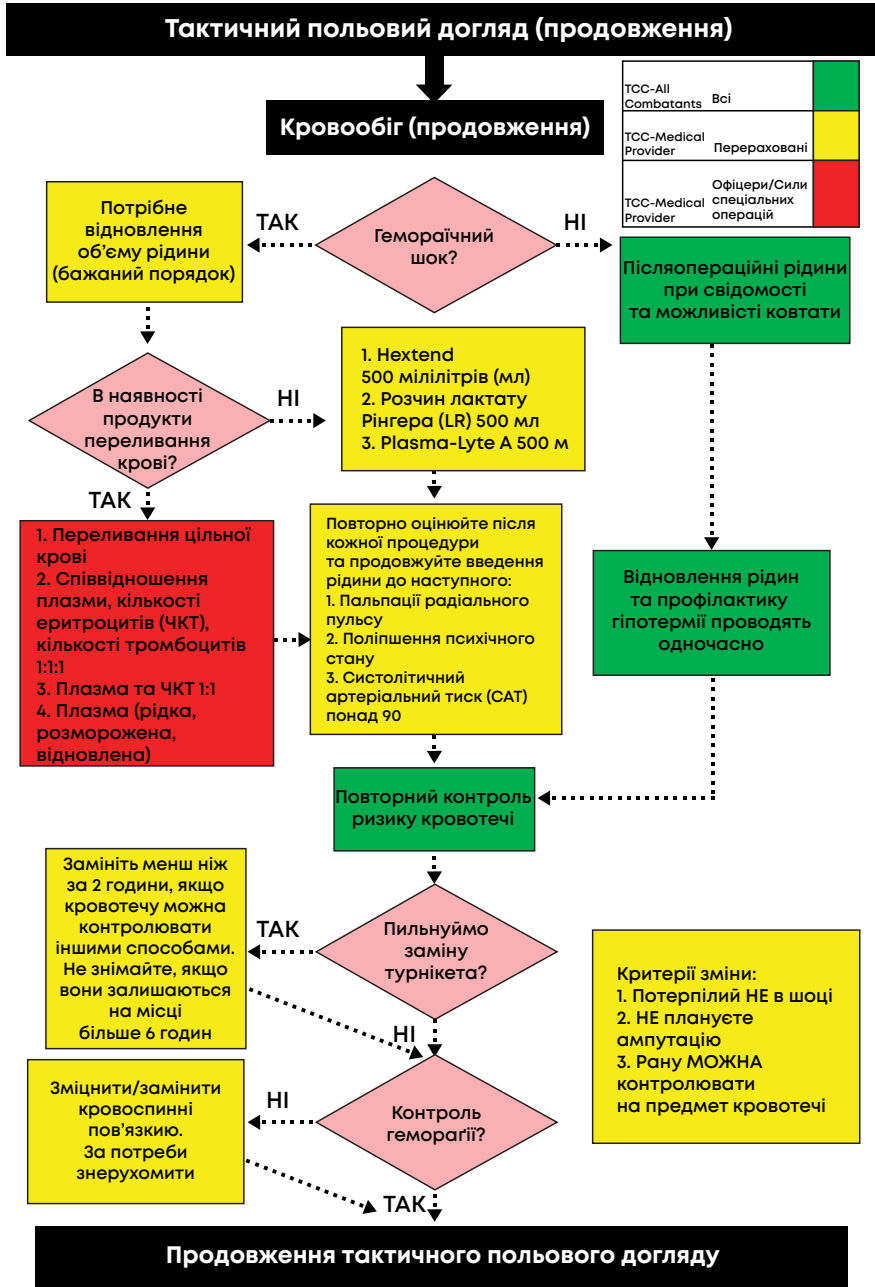 Тактичний польовий догляд (продовження)
Кровообіг (продовження)
TCC-All
Combatants Всі
TCC-Medical
Provider Перераховані
TCC-Medical
Provider
Офіцери/Сили
спеціальних
операцій
Потрібне
відновлення
об’єму рідини
(бажаний порядок)
ТАК
Гемораїчний
шок?
НІ
Післяопераційні рідини
при свідомості
та можливісті ковтати
В наявності
продукти
переливання
крові?
НІ
1. Hextend
500 мілілітрів (мл)
2. Розчин лактату
Рінгера (LR) 500 мл
3. Plasma-Lyte A 500 м
ТАК
1. Переливання цільної
крові
2. Співвідношення
плазми, кількості
еритроцитів (ЧКТ),
кількості тромбоцитів
1:1:1
3. Плазма та ЧКТ 1:1
4. Плазма (рідка,
розморожена,
відновлена)
Повторно оцінюйте після
кожної процедури
та продовжуйте введення
рідини до наступного:
1. Пальпації радіального
пульсу
2. Поліпшення психічного
стану
3. Систолітичний
артеріальний тиск (САТ)
понад 90
Відновлення рідин
та профілактику
гіпотермії проводять
одночасно
Повторний контроль
ризику кровотечі
Замініть менш ніж
за 2 години, якщо
кровотечу можна
контролювати
іншими способами.
Не знімайте, якщо
вони залишаються
на місці
більше 6 годин
ТАК
Пильнуймо
заміну
турнікета?
НІ
Критерії зміни:
1. Потерпілий НЕ в шоці
2. НЕ плануєте
ампутацію
3. Рану МОЖНА
контролювати
на предмет кровотечі
Зміцнити/замінити
кровоспинні
пов’язкию.
За потреби
знерухомити
НІ
Контроль
гемораґії?
ТАК
Продовження тактичного польового догляду